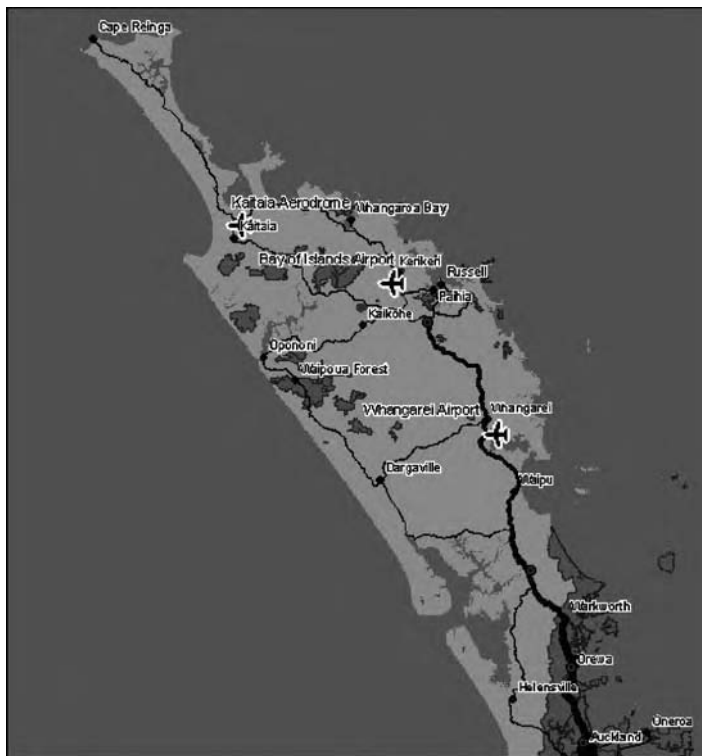 Cape Reinga
Kaitaia Aerodrome
Whangaroa Bay
Kaitaia
Bay of Islands Airport
Kerikeri
Russell
Paihia
Kaikohe
Opononi
Waipoua Forest
Whangarei Airport
Whangarei
Dargaville
Waipu
Warkworth
Orewa
Helensville
Oneroa
Auckland